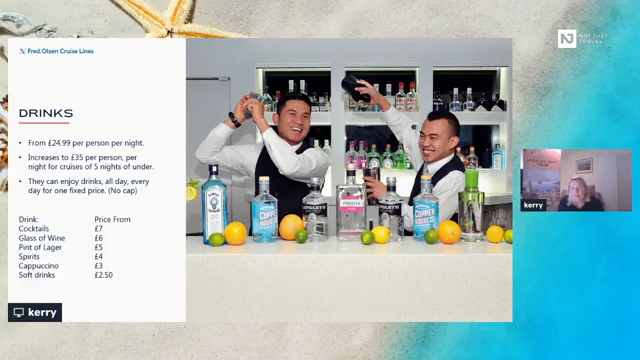 Fred. Olsen Cruise Lines
NOT JUST
TRAVEL
DRINKS
• From £24.99 per person per night.
• Increases to £35 per person, per
night for cruises of 5 nights of under.
• They can enjoy drinks, all day, every
day for one fixed price. (No cap)
Drink: Price From
Cocktails £7
Glass of Wine £6
Pint of Lager £5
Spirits £4
Cappuccino £3
Soft drinks £2.50
COPPER
HOUSE
COPPER
HOUSE
kerry
kerry